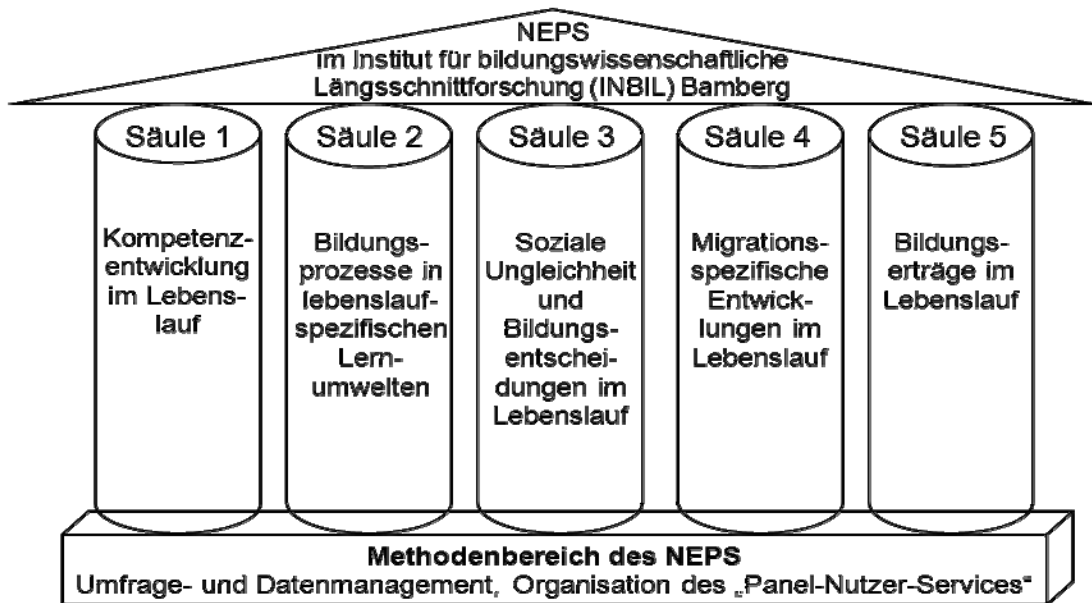 NEPS
im Institut für bildungswissenschaftliche
Längsschnittforschung (INBIL) Bamberg
Säule 1
Kompetenz-
entwicklung
im Lebens-
lauf
Säule 2
Bildungs-
prozesse in
lebenslauf-
spezifischen
Lern-
umwelten
Säule 3
Soziale
Ungleichheit
und
Bildungs-
entschei-
dungen im
Lebenslauf
Säule 4
Migrations-
spezifische
Entwick-
lungen im
Lebenslauf
Säule 5
Bildungs-
erträge im
Lebenslauf
Methodenbereich des NEPS
Umfrage- und Datenmanagement, Organisation des „Panel-Nutzer-Services“